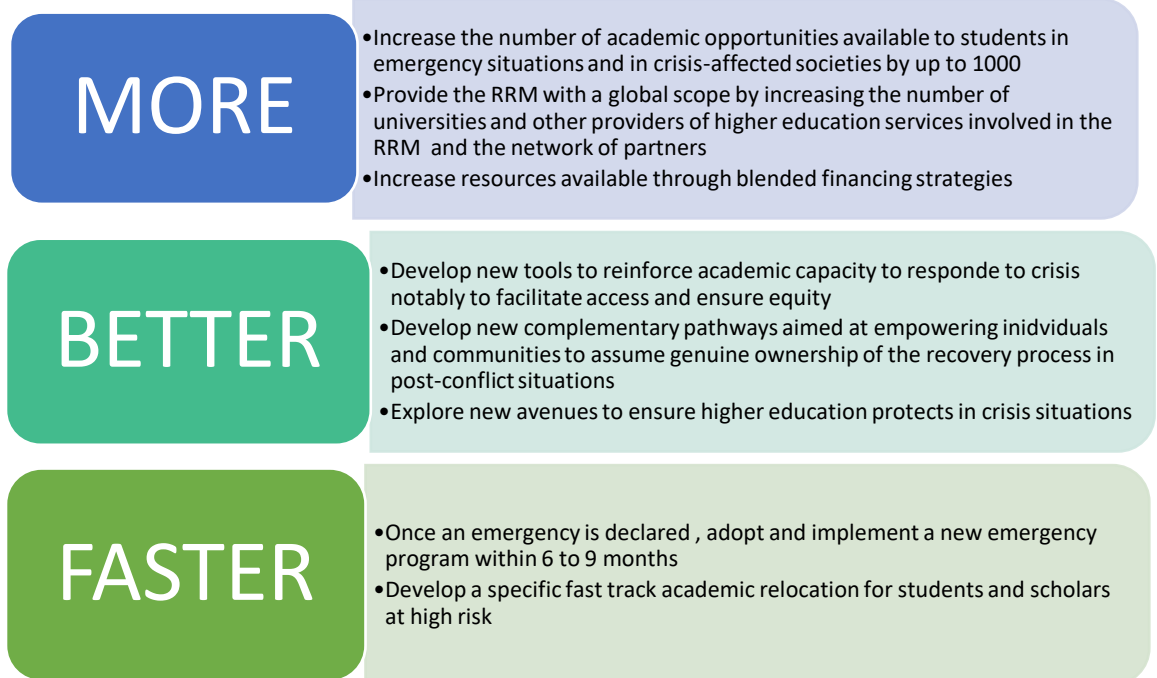 MORE
•Increase the number of academic opportunities available to students in
emergency situations and in crisis-affected societies by up to 1000
•Provide the RRM with a global scope by increasing the number of
universities and other providers of higher education services involved in the
RRM and the network of partners
•Increase resources available through blended financing strategies
BETTER
•Develop new tools to reinforce academic capacity to responde to crisis
notably to facilitate access and ensure equity
•Develop new complementary pathways aimed at empowering inidviduals
and communities to assume genuine ownership of the recovery process in
post-conflict situations
•Explore new avenues to ensure higher education protects in crisis situations
FASTER
•Once an emergency is declared , adopt and implement a new emergency
program within 6 to 9 months
•Develop a specific fast track academic relocation for students and scholars
at high risk